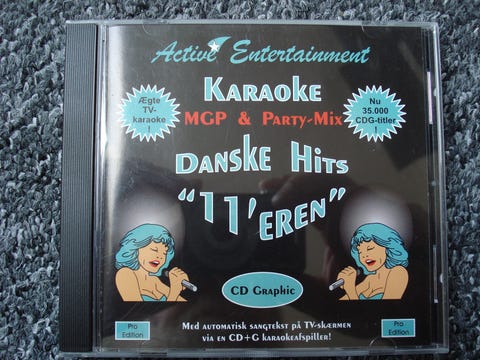 Active Entertainment
Karaoke
MGP & Party-Mix
Ægte
TV-
karaoke
!
Nu
35.000
CDG-titler
!
Danske Hits
"11'eren"
CD Graphic
Pro
Edition
Med automatisk sangtekst på TV-skærmen
via en CD+G karaokeafspiller!
Pro
Edition